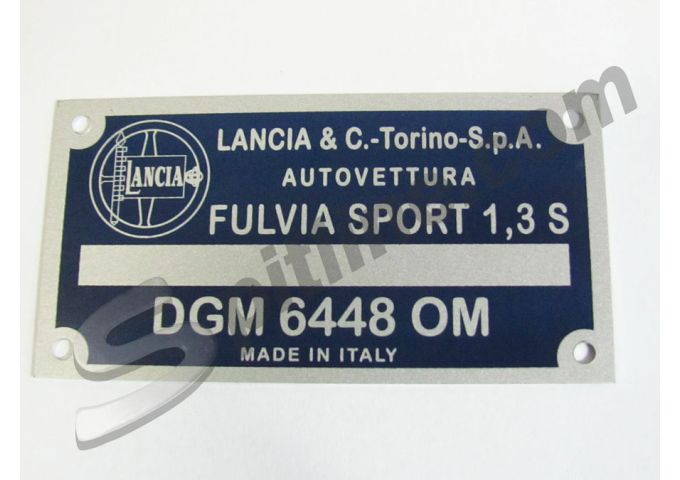 LANCIA
LANCIA & C.-Torino-S.p.A.
AUTOVETTURA
FULVIA SPORT 1,3 S
DGM 6448 OM
MADE IN ITALY